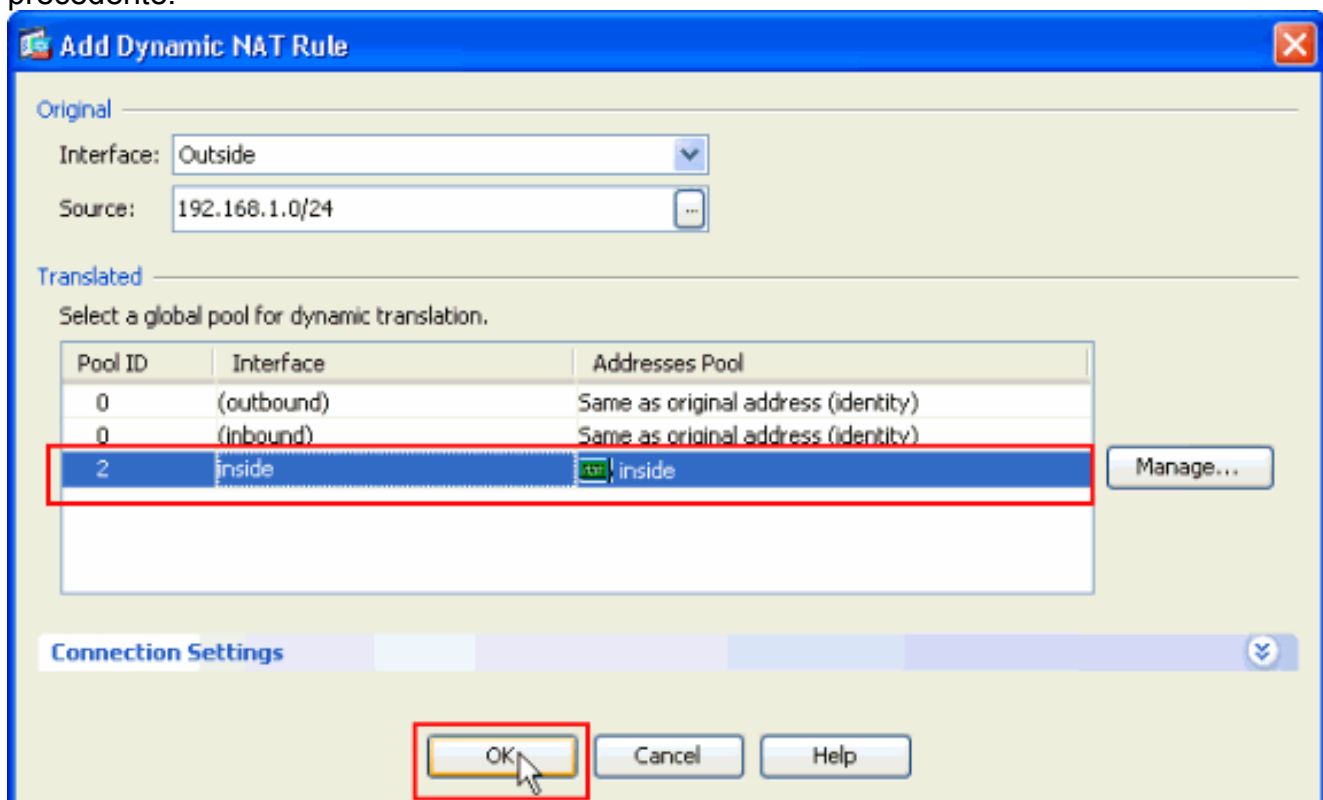 precedente.
Add Dynamic NAT Rule
Original
Interface: Outside
Source: 192.168.1.0/24 ...
Translated
Select a global pool for dynamic translation.
Pool ID Interface Addresses Pool
0 (outbound) Same as original address (identity)
0 (inbound) Same as original address (identity)
2 inside inside
Manage...
Connection Settings
OK Cancel Help